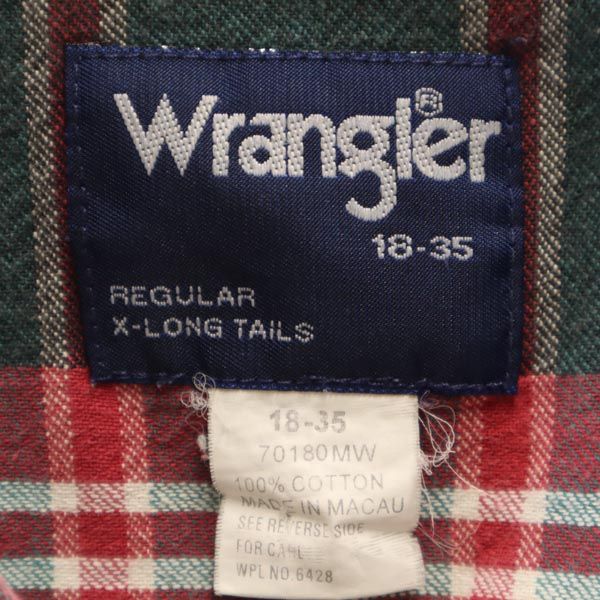 Wrangler®
18-35
REGULAR
X-LONG TAILS
18-35
70180MW
100% COTTON
MADE IN MACAU
SEE REVERSE SIDE
FOR CARE
WPL.NO.6428